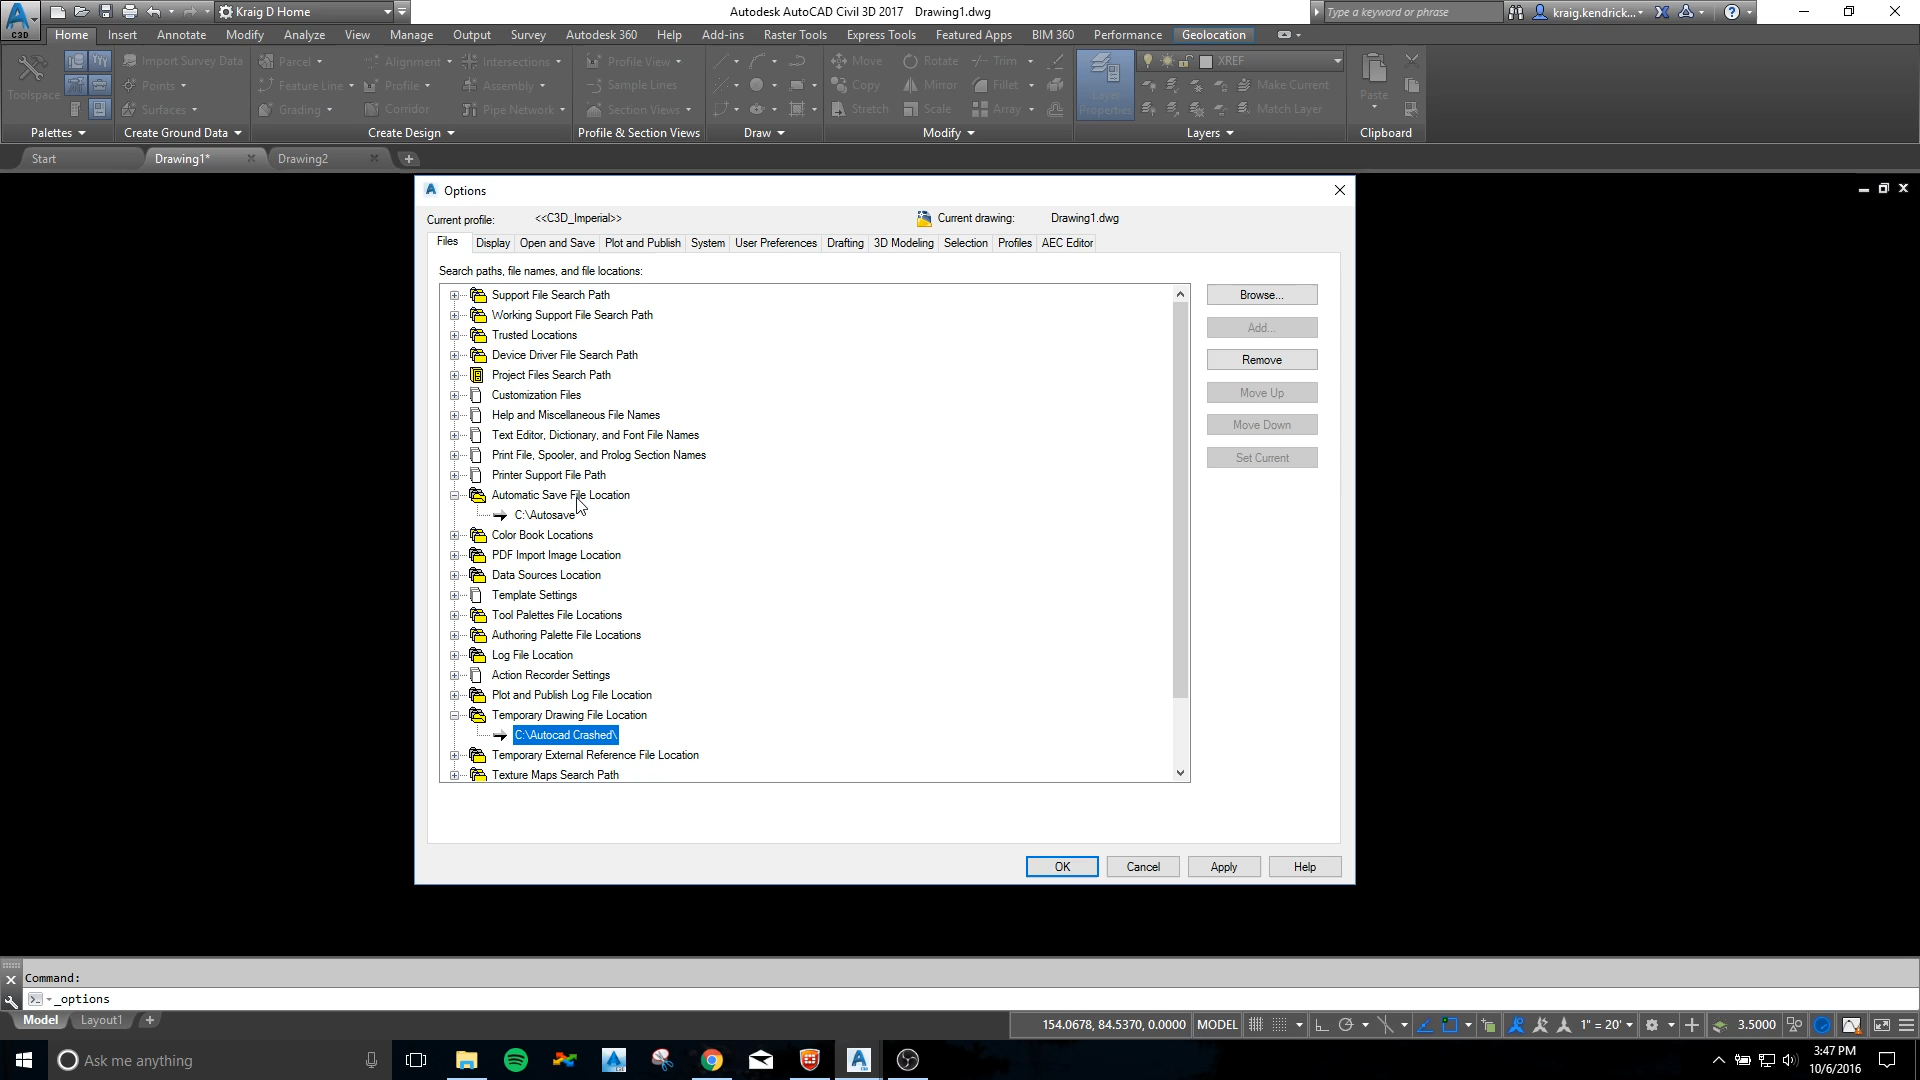 Kraig D Home
Autodesk AutoCAD Civil 3D 2017 Drawing1.dwg
Type a keyword or phrase
kraig.kendrick...
C3D
Home Insert Annotate Modify Analyze View Manage Output Survey Autodesk 360 Help Add-ins Raster Tools Express Tools Featured Apps BIM 360 Performance Geolocation
Import Survey Data Parcel Alignment Intersections Profile View Move Rotate Trim XREF
Toolspace Points Feature Line Profile Assembly Sample Lines Copy Mirror Fillet Layer Properties Make Current Paste
Surfaces Grading Corridor Pipe Network Section Views Stretch Scale Array Match Layer
Palettes Create Ground Data Create Design Profile & Section Views Draw Modify Layers Clipboard
Start Drawing1* Drawing2
Options
Current profile: <<C3D_Imperial>> Current drawing: Drawing1.dwg
Files Display Open and Save Plot and Publish System User Preferences Drafting 3D Modeling Selection Profiles AEC Editor
Search paths, file names, and file locations:
Support File Search Path
Working Support File Search Path
Trusted Locations
Device Driver File Search Path
Project Files Search Path
Customization Files
Help and Miscellaneous File Names
Text Editor, Dictionary, and Font File Names
Print File, Spooler, and Prolog Section Names
Printer Support File Path
Automatic Save File Location
C:\Autosave
Color Book Locations
PDF Import Image Location
Data Sources Location
Template Settings
Tool Palettes File Locations
Authoring Palette File Locations
Log File Location
Action Recorder Settings
Plot and Publish Log File Location
Temporary Drawing File Location
C:\Autocad Crashed\
Temporary External Reference File Location
Texture Maps Search Path
Browse...
Add...
Remove
Move Up
Move Down
Set Current
OK Cancel Apply Help
Command:
_options
Model Layout1
154.0678, 84.5370, 0.0000 MODEL 1" = 20' 3.5000
Ask me anything
3:47 PM
10/6/2016